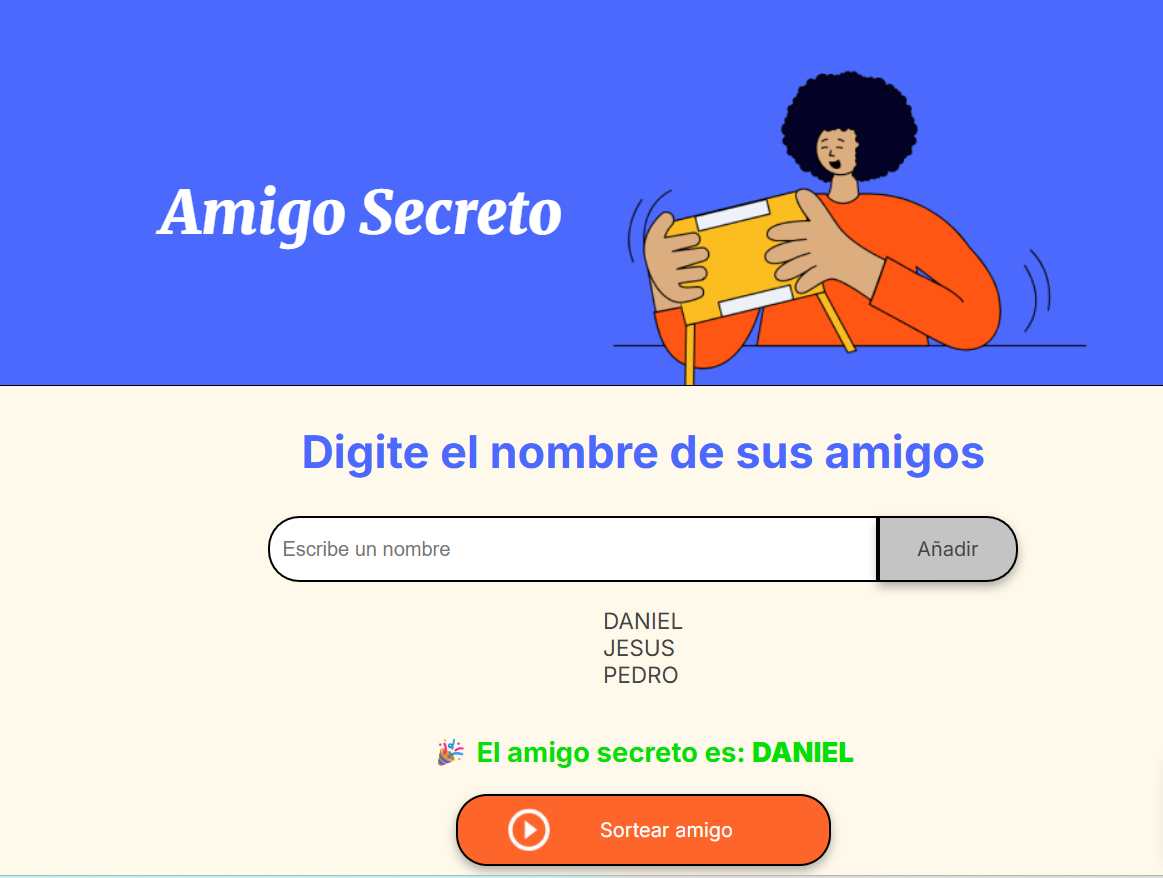 Amigo Secreto
Digite el nombre de sus amigos
Escribe un nombre
Añadir
DANIEL
JESUS
PEDRO
🎉 El amigo secreto es: DANIEL
Sortear amigo